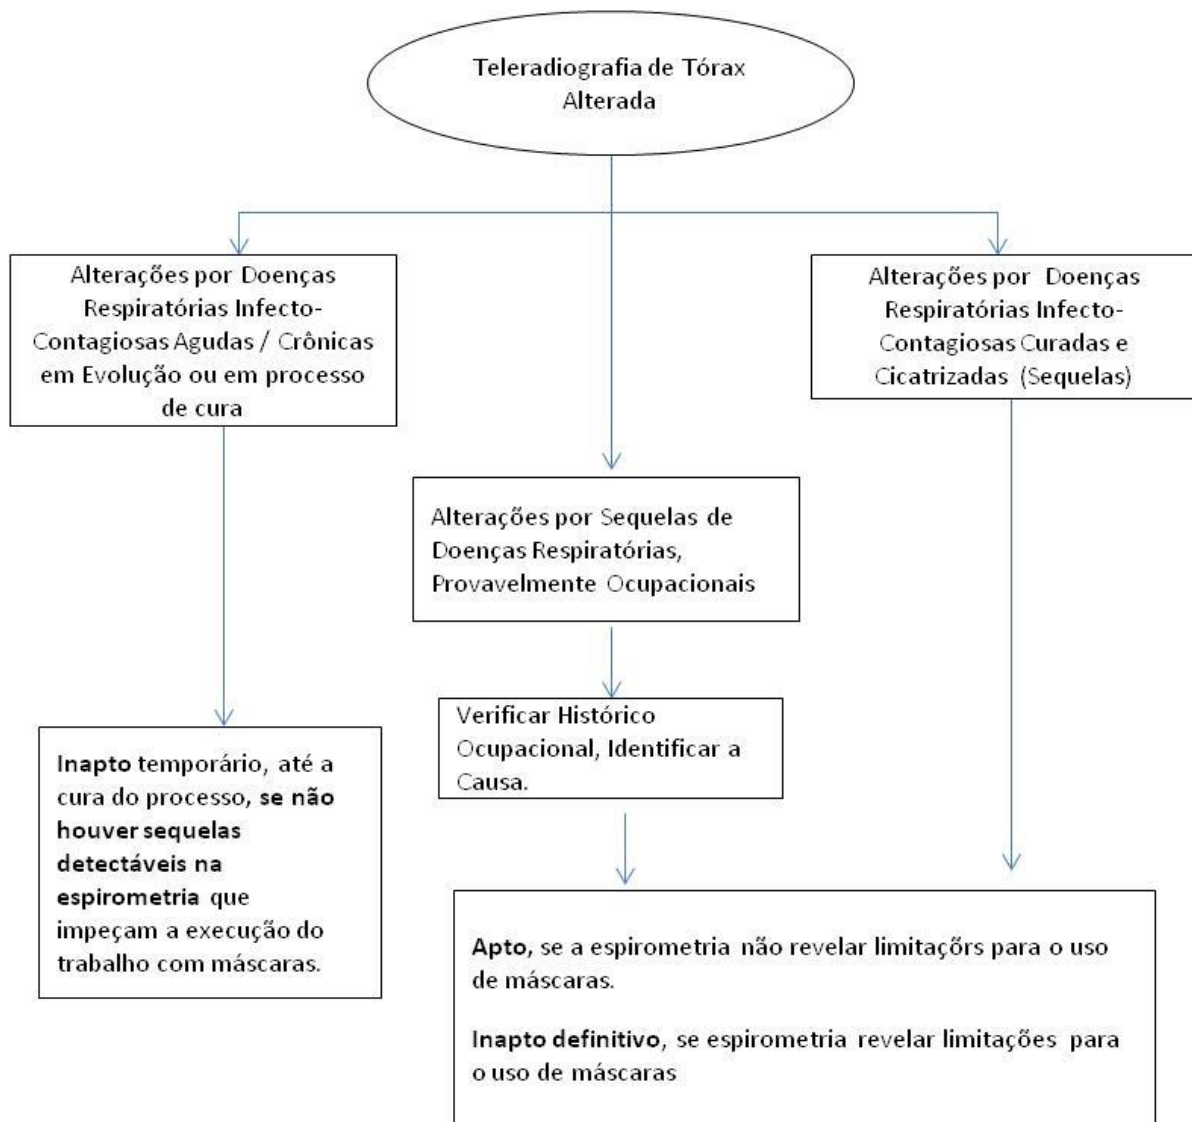 Teleradiografia de Tórax
Alterada
Alterações por Doenças
Respiratórias Infecto-
Contagiosas Agudas / Crônicas
em Evolução ou em processo
de cura
Alterações por Doenças
Respiratórias Infecto-
Contagiosas Curadas e
Cicatrizadas (Sequelas)
Alterações por Sequelas de
Doenças Respiratórias,
Provavelmente Ocupacionais
Verificar Histórico
Ocupacional, Identificar a
Causa.
Inapto temporário, até a
cura do processo, se não
houver sequelas
detectáveis na
espirometria que
impeçam a execução do
trabalho com máscaras.
Apto, se a espirometria não revelar limitaçõrs para o uso
de máscaras.
Inapto definitivo, se espirometria revelar limitações para
o uso de máscaras